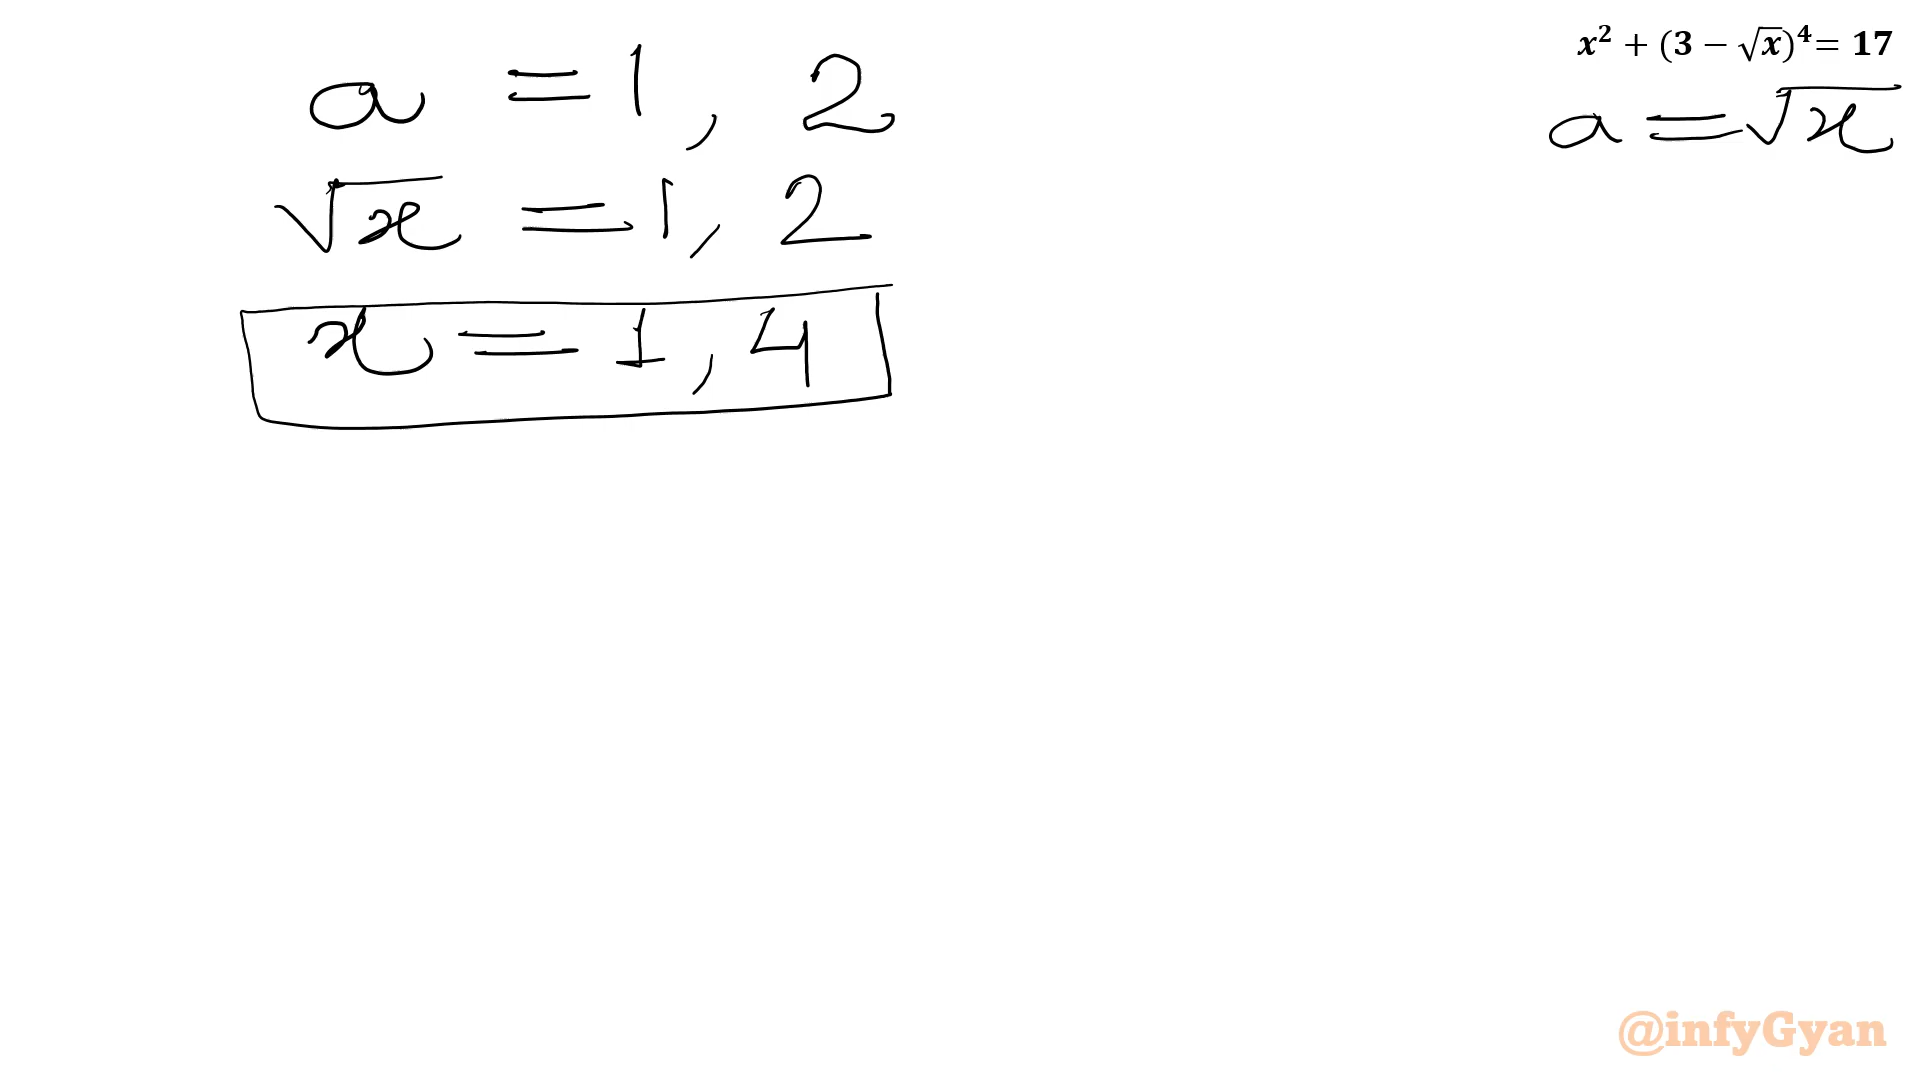 x² + (3 − √x)⁴= 17
a = √x
a = 1, 2
√x = 1, 2
x = 1, 4
@infyGyan